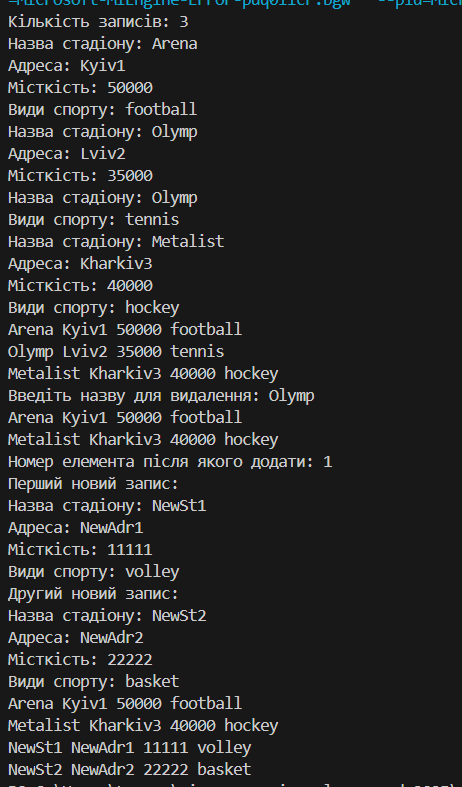 Кількість записів: 3
Назва стадіону: Arena
Адреса: Kyiv1
Місткість: 50000
Види спорту: football
Назва стадіону: Olymp
Адреса: Lviv2
Місткість: 35000
Назва стадіону: Olymp
Види спорту: tennis
Назва стадіону: Metalist
Адреса: Kharkiv3
Місткість: 40000
Види спорту: hockey
Arena Kyiv1 50000 football
Olymp Lviv2 35000 tennis
Metalist Kharkiv3 40000 hockey
Введіть назву для видалення: Olymp
Arena Kyiv1 50000 football
Metalist Kharkiv3 40000 hockey
Номер елемента після якого додати: 1
Перший новий запис:
Назва стадіону: NewSt1
Адреса: NewAdr1
Місткість: 11111
Види спорту: volley
Другий новий запис:
Назва стадіону: NewSt2
Адреса: NewAdr2
Місткість: 22222
Види спорту: basket
Arena Kyiv1 50000 football
Metalist Kharkiv3 40000 hockey
NewSt1 NewAdr1 11111 volley
NewSt2 NewAdr2 22222 basket